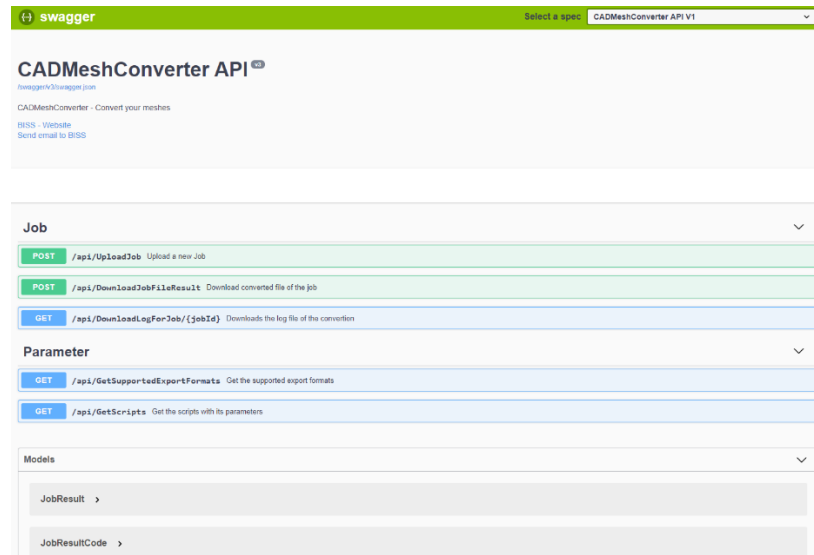 swagger Select a spec CADMeshConverter API V1
CADMeshConverter API v3
/swagger/v3/swagger.json
CADMeshConverter - Convert your meshes
BISS - Website
Send email to BISS
Job
POST /api/UploadJob Upload a new Job
POST /api/DownloadJobFileResult Download converted file of the job
GET /api/DownloadLogForJob/{jobId} Downloads the log file of the convertion
Parameter
GET /api/GetSupportedExportFormats Get the supported export formats
GET /api/GetScripts Get the scripts with its parameters
Models
JobResult >
JobResultCode >